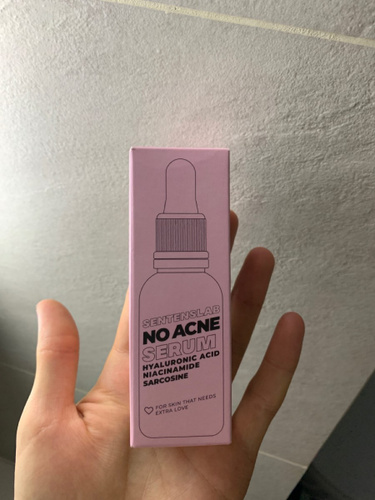 SENTENSLAB
NO ACNE
SERUM
HYALURONIC ACID
NIACINAMIDE
SARCOSINE
FOR SKIN THAT NEEDS
EXTRA LOVE